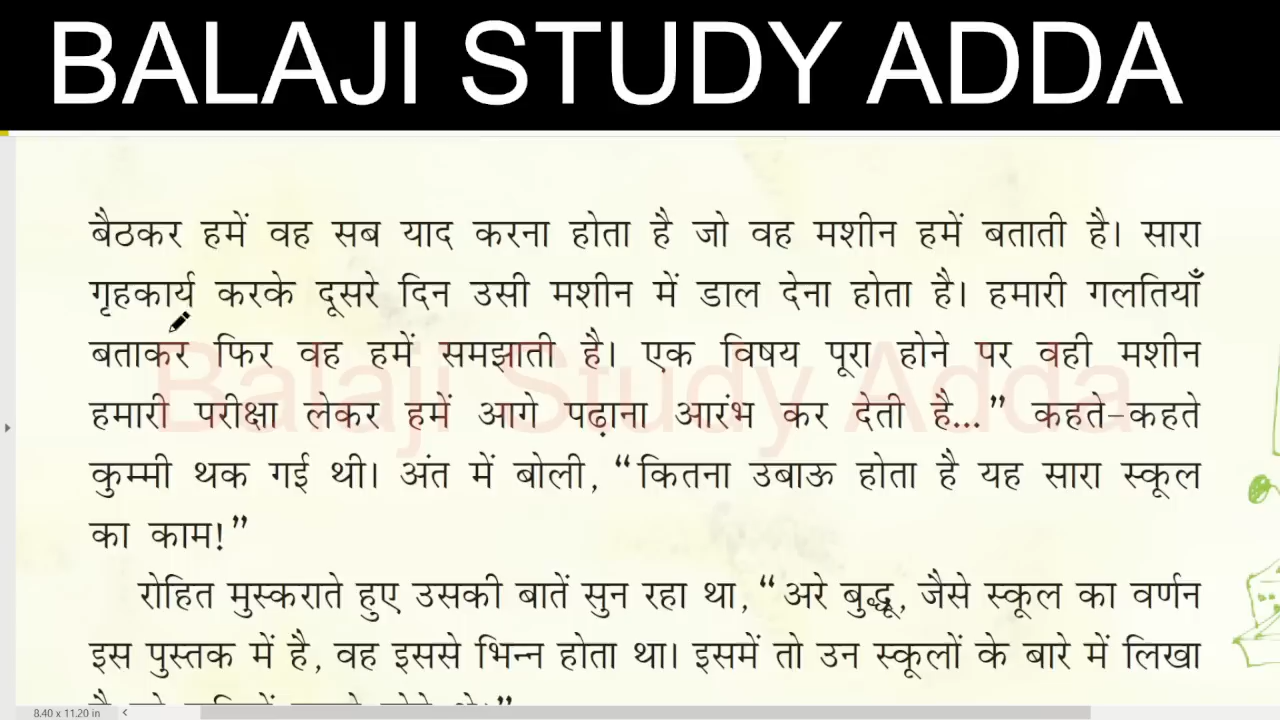 BALAJI STUDY ADDA
बैठकर हमें वह सब याद करना होता है जो वह मशीन हमें बताती है। सारा
गृहकार्य करके दूसरे दिन उसी मशीन में डाल देना होता है। हमारी गलतियाँ
बताकर फिर वह हमें समझाती है। एक विषय पूरा होने पर वही मशीन
Balaji Study Adda
हमारी परीक्षा लेकर हमें आगे पढ़ाना आरंभ कर देती है...” कहते-कहते
कुम्मी थक गई थी। अंत में बोली, “कितना उबाऊ होता है यह सारा स्कूल
का काम!”
रोहित मुस्कराते हुए उसकी बातें सुन रहा था, “अरे बुद्धू, जैसे स्कूल का वर्णन
इस पुस्तक में है, वह इससे भिन्न होता था। इसमें तो उन स्कूलों के बारे में लिखा
8.40 x 11.20 in